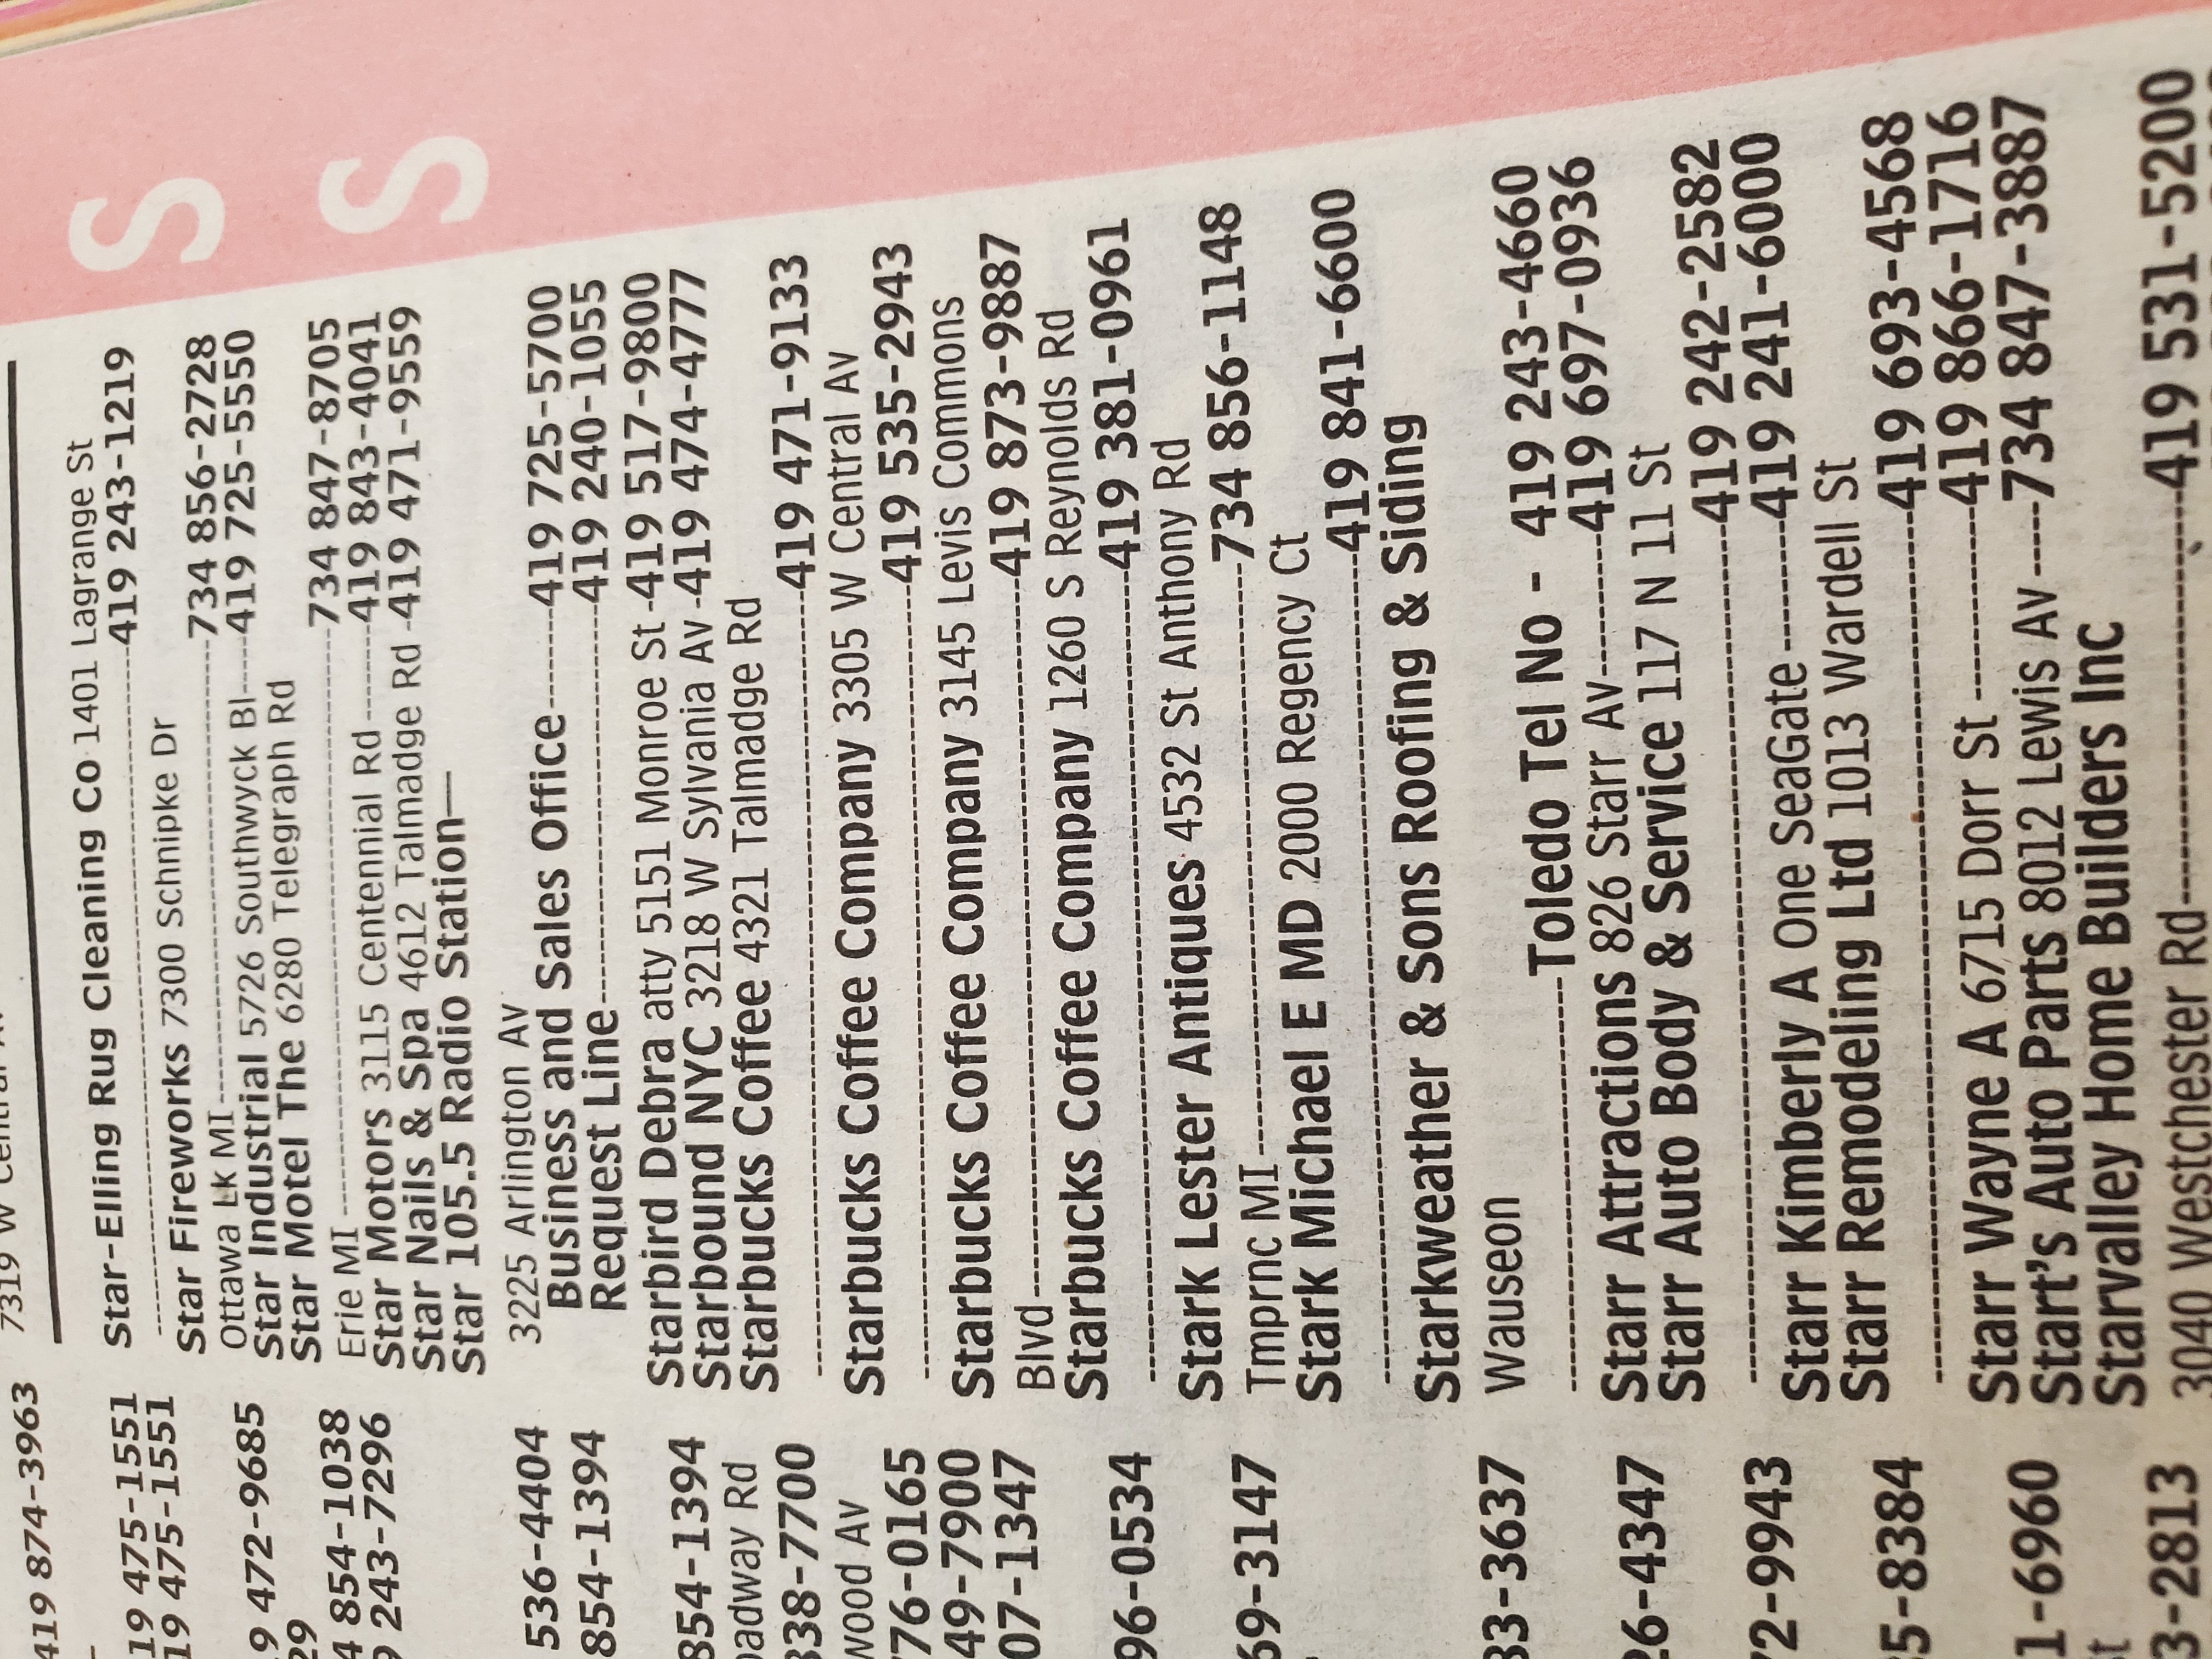 S
S
419 874-3963
19 475-1551
19 475-1551
9 472-9685
29
4 854-1038
243-7296
536-4404
854-1394
854-1394
adway Rd
338-7700
wood Av
76-0165
49-7900
07-1347
96-0534
69-3147
33-3637
26-4347
72-9943
5-8384
1-6960
st
3-2813
7319 W Central Av
Star-Elling Rug Cleaning Co 1401 Lagrange St
419 243-1219
Star Fireworks 7300 Schnipke Dr
Ottawa Lk MI 734 856-2728
Star Industrial 5726 Southwyck Bl 419 725-5550
Star Motel The 6280 Telegraph Rd
Erie MI 734 847-8705
Star Motors 3115 Centennial Rd 419 843-4041
Star Nails & Spa 4612 Talmadge Rd 419 471-9559
Star 105.5 Radio Station—
3225 Arlington Av
Business and Sales Office 419 725-5700
Request Line 419 240-1055
Starbird Debra atty 5151 Monroe St 419 517-9800
Starbound NYC 3218 W Sylvania Av 419 474-4777
Starbucks Coffee 4321 Talmadge Rd
419 471-9133
Starbucks Coffee Company 3305 W Central Av
419 535-2943
Starbucks Coffee Company 3145 Levis Commons
Blvd 419 873-9887
Starbucks Coffee Company 1260 S Reynolds Rd
419 381-0961
Stark Lester Antiques 4532 St Anthony Rd
Tmprnc MI 734 856-1148
Stark Michael E MD 2000 Regency Ct
419 841-6600
Starkweather & Sons Roofing & Siding
Wauseon
Toledo Tel No - 419 243-4660
Starr Attractions 826 Starr Av 419 697-0936
Starr Auto Body & Service 117 N 11 St
419 242-2582
Starr Kimberly A One SeaGate 419 241-6000
Starr Remodeling Ltd 1013 Wardell St
419 693-4568
Starr Wayne A 6715 Dorr St 419 866-1716
Start's Auto Parts 8012 Lewis Av 734 847-3887
Starvalley Home Builders Inc
3040 Westchester Rd 419 531-5200